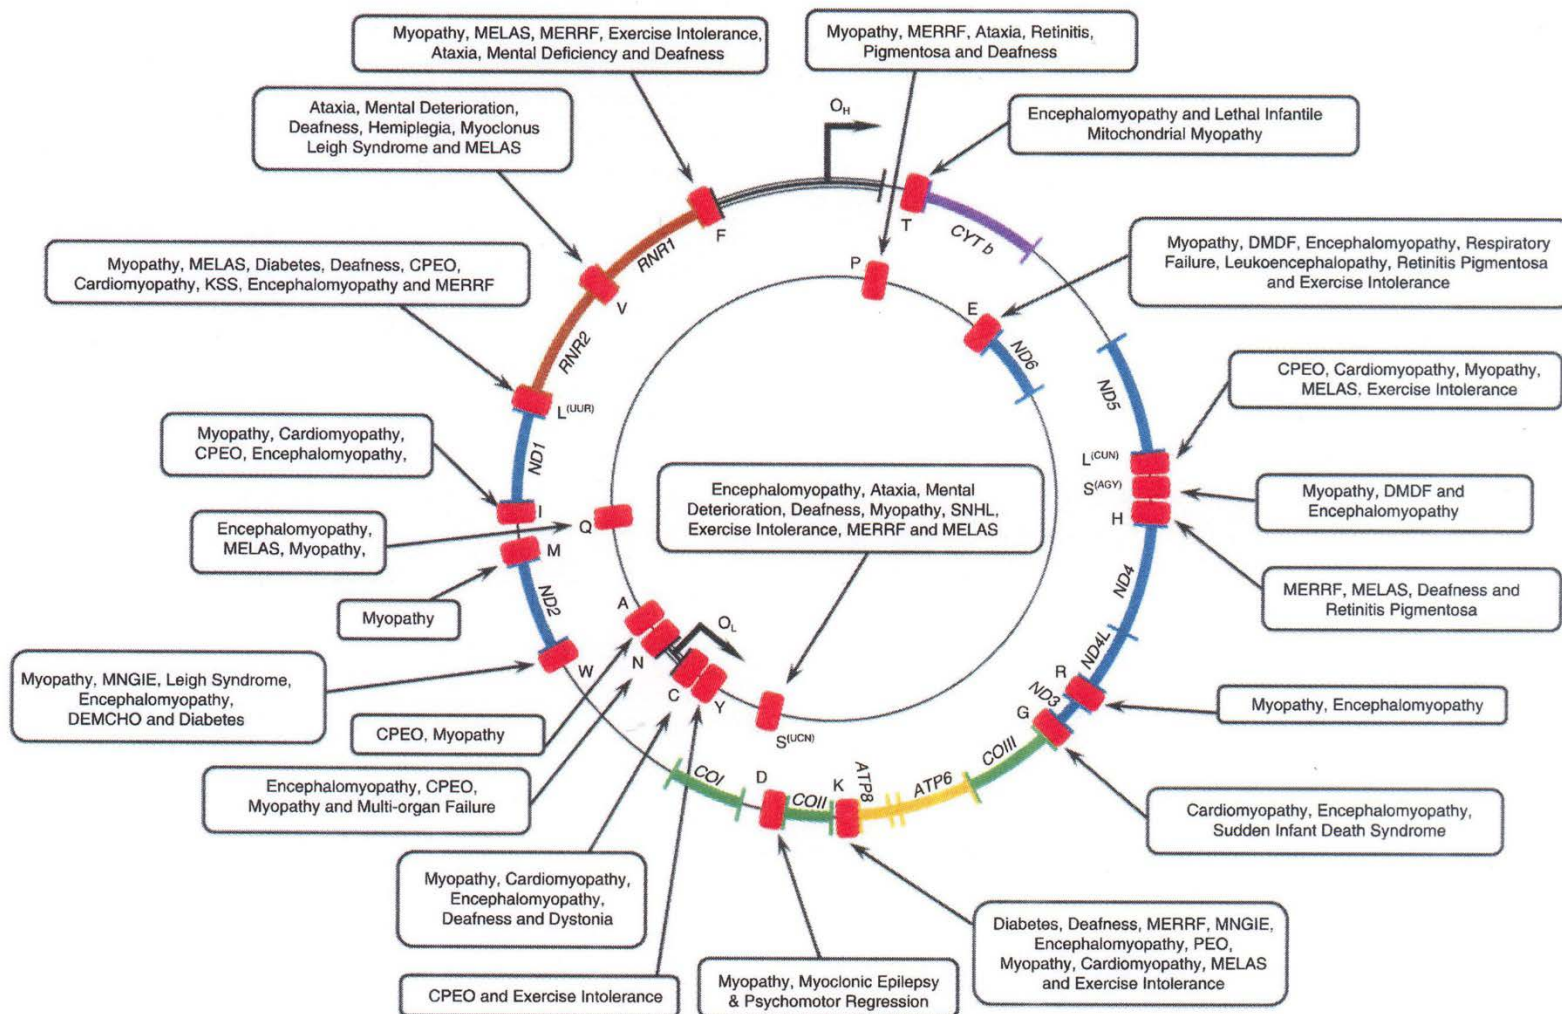 Myopathy, MELAS, MERRF, Exercise Intolerance,
Ataxia, Mental Deficiency and Deafness
Myopathy, MERRF, Ataxia, Retinitis,
Pigmentosa and Deafness
Ataxia, Mental Deterioration,
Deafness, Hemiplegia, Myoclonus
Leigh Syndrome and MELAS
OH
Encephalomyopathy and Lethal Infantile
Mitochondrial Myopathy
F
T
CYT b
RNR1
P
Myopathy, DMDF, Encephalomyopathy, Respiratory
Failure, Leukoencephalopathy, Retinitis Pigmentosa
and Exercise Intolerance
Myopathy, MELAS, Diabetes, Deafness, CPEO,
Cardiomyopathy, KSS, Encephalomyopathy and MERRF
V
E
ND6
RNR2
ND5
CPEO, Cardiomyopathy, Myopathy,
MELAS, Exercise Intolerance
L(UUR)
Myopathy, Cardiomyopathy,
CPEO, Encephalomyopathy,
ND1
L(CUN)
S(AGY)
H
Myopathy, DMDF and
Encephalomyopathy
Encephalomyopathy, Ataxia, Mental
Deterioration, Deafness, Myopathy, SNHL,
Exercise Intolerance, MERRF and MELAS
I
Q
Encephalomyopathy,
MELAS, Myopathy,
M
ND2
ND4
MERRF, MELAS, Deafness and
Retinitis Pigmentosa
Myopathy
A
OL
N
W
ND4L
R
ND3
G
Myopathy, MNGIE, Leigh Syndrome,
Encephalomyopathy,
DEMCHO and Diabetes
C
Y
S(UCN)
Myopathy, Encephalomyopathy
CPEO, Myopathy
COI
D
COII
K
ATP8
ATP6
COIII
Encephalomyopathy, CPEO,
Myopathy and Multi-organ Failure
Cardiomyopathy, Encephalomyopathy,
Sudden Infant Death Syndrome
Myopathy, Cardiomyopathy,
Encephalomyopathy,
Deafness and Dystonia
Diabetes, Deafness, MERRF, MNGIE,
Encephalomyopathy, PEO,
Myopathy, Cardiomyopathy, MELAS
and Exercise Intolerance
CPEO and Exercise Intolerance
Myopathy, Myoclonic Epilepsy
& Psychomotor Regression